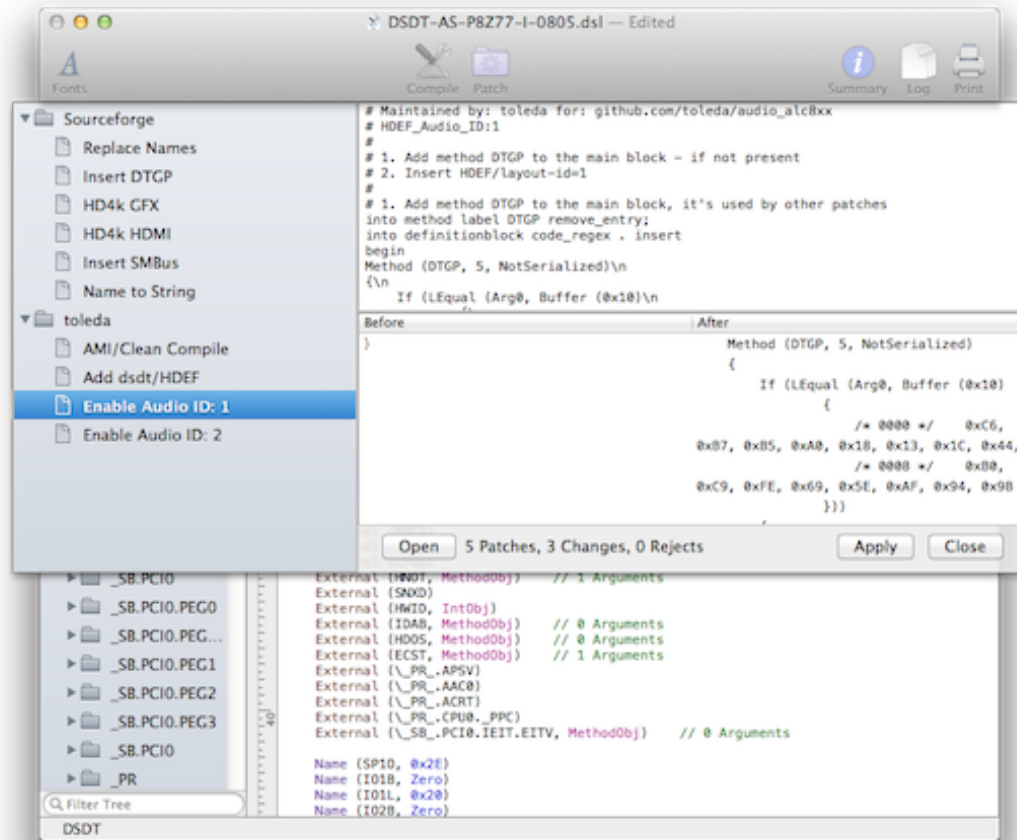 DSDT-AS-P8Z77-I-0805.dsl — Edited
Fonts
Compile
Patch
Summary
Log
Print
Sourceforge
Replace Names
Insert DTGP
HD4k GFX
HD4k HDMI
Insert SMBus
Name to String
toleda
AMI/Clean Compile
Add dsdt/HDEF
Enable Audio ID: 1
Enable Audio ID: 2
# Maintained by: toleda for: github.com/toleda/audio_alc8xx
# HDEF_Audio_ID:1
#
# 1. Add method DTGP to the main block – if not present
# 2. Insert HDEF/layout-id=1
#
# 1. Add method DTGP to the main block, it's used by other patches
into method label DTGP remove_entry;
into definitionblock code_regex . insert
begin
Method (DTGP, 5, NotSerialized)\n
{\n
If (LEqual (Arg0, Buffer (0x10)\n
Before
After
}
Method (DTGP, 5, NotSerialized)
{
If (LEqual (Arg0, Buffer (0x10)
{
/* 0000 */ 0xC6,
0xB7, 0xB5, 0xA0, 0x18, 0x13, 0x1C, 0x44,
/* 0008 */ 0xB0,
0xC9, 0xFE, 0x69, 0x5E, 0xAF, 0x94, 0x9B
}))
Open
5 Patches, 3 Changes, 0 Rejects
Apply
Close
_SB.PCI0
_SB.PCI0.PEG0
_SB.PCI0.PEG...
_SB.PCI0.PEG1
_SB.PCI0.PEG2
_SB.PCI0.PEG3
_SB.PCI0
_PR
Filter Tree
DSDT
40
External (HNOT, MethodObj) // 1 Arguments
External (SNXD)
External (HWID, IntObj)
External (IDAB, MethodObj) // 0 Arguments
External (HDOS, MethodObj) // 0 Arguments
External (ECST, MethodObj) // 1 Arguments
External (\_PR_.APSV)
External (\_PR_.AAC0)
External (\_PR_.ACRT)
External (\_PR_.CPU0._PPC)
External (\_SB_.PCI0.IEIT.EITV, MethodObj) // 0 Arguments
Name (SP1O, 0x2E)
Name (IO1B, Zero)
Name (IO1L, 0x20)
Name (IO2B, Zero)